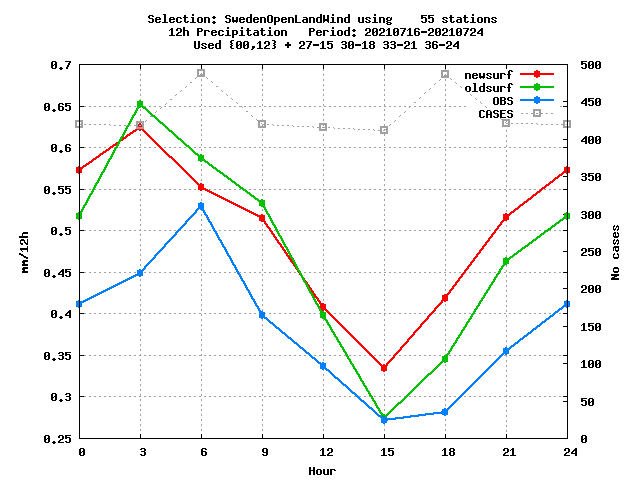 Selection: SwedenOpenLandWind using    55 stations
12h Precipitation   Period: 20210716-20210724
Used {00,12} + 27-15 30-18 33-21 36-24
newsurf
oldsurf
OBS
CASES
0,7
0,65
0,6
0,55
0,5
0,45
0,4
0,35
0,3
0,25
mm/12h
500
450
400
350
300
250
200
150
100
50
0
No cases
0 3 6 9 12 15 18 21 24
Hour